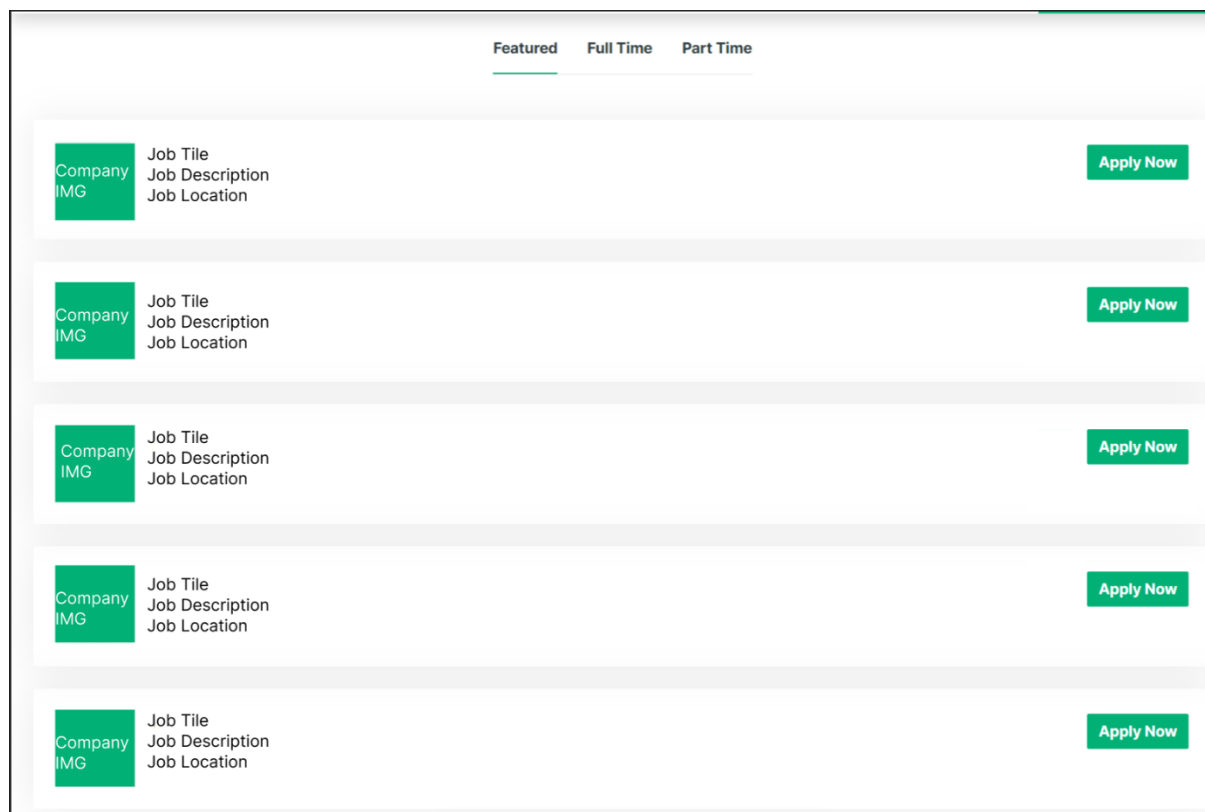 Featured Full Time Part Time
Company
IMG
Job Tile
Job Description
Job Location
Apply Now
Company
IMG
Job Tile
Job Description
Job Location
Apply Now
Company
IMG
Job Tile
Job Description
Job Location
Apply Now
Company
IMG
Job Tile
Job Description
Job Location
Apply Now
Company
IMG
Job Tile
Job Description
Job Location
Apply Now